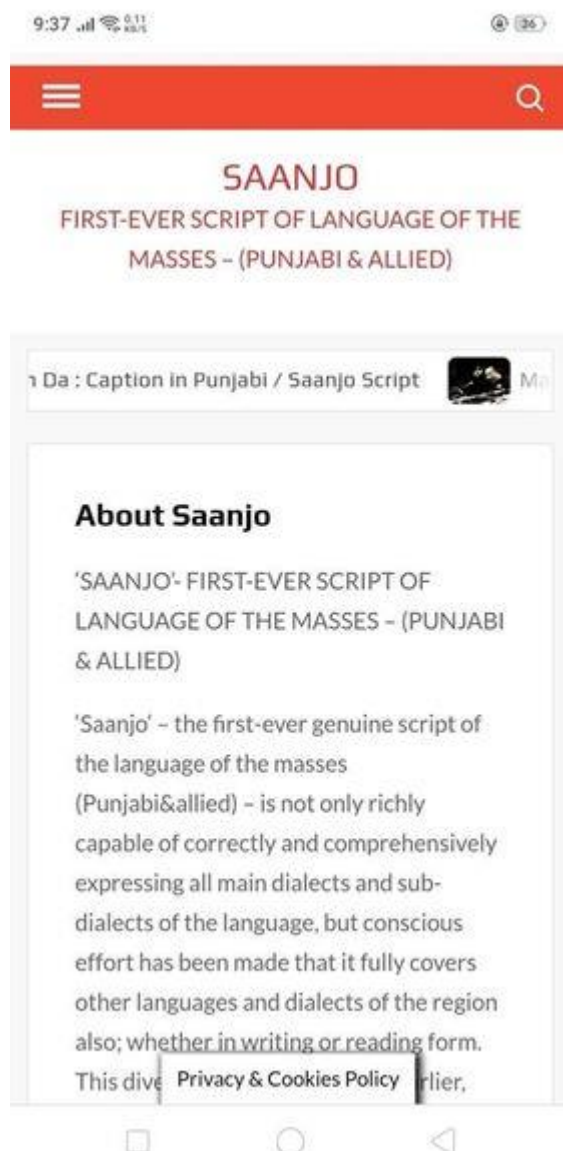 9:37
0.11
KB/S
36
SAANJO
FIRST-EVER SCRIPT OF LANGUAGE OF THE
MASSES – (PUNJABI & ALLIED)
Da : Caption in Punjabi / Saanjo Script
About Saanjo
'SAANJO'- FIRST-EVER SCRIPT OF
LANGUAGE OF THE MASSES – (PUNJABI
& ALLIED)
'Saanjo' – the first-ever genuine script of
the language of the masses
(Punjabi&allied) – is not only richly
capable of correctly and comprehensively
expressing all main dialects and sub-
dialects of the language, but conscious
effort has been made that it fully covers
other languages and dialects of the region
also; whether in writing or reading form.
This
Privacy & Cookies Policy